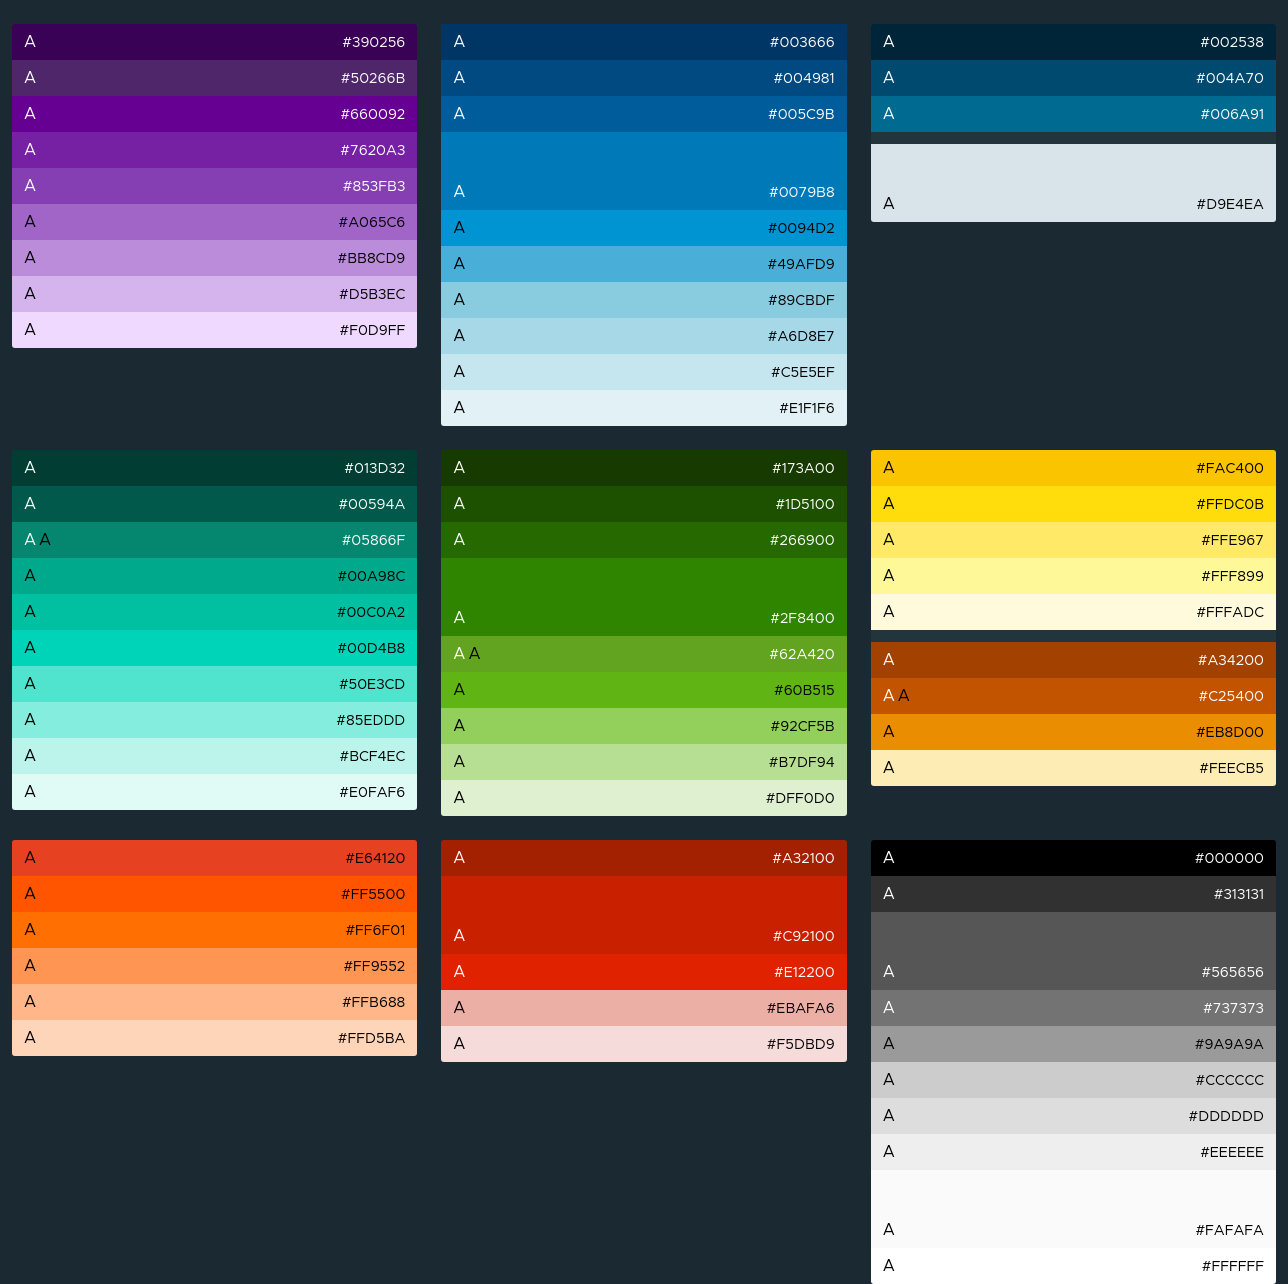 A #390256
A #50266B
A #660092
A #7620A3
A #853FB3
A #A065C6
A #BB8CD9
A #D5B3EC
A #F0D9FF
A #003666
A #004981
A #005C9B
A #0079B8
A #0094D2
A #49AFD9
A #89CBDF
A #A6D8E7
A #C5E5EF
A #E1F1F6
A #002538
A #004A70
A #006A91
A #D9E4EA
A #013D32
A #00594A
A A #05866F
A #00A98C
A #00C0A2
A #00D4B8
A #50E3CD
A #85EDDD
A #BCF4EC
A #E0FAF6
A #173A00
A #1D5100
A #266900
A #2F8400
A A #62A420
A #60B515
A #92CF5B
A #B7DF94
A #DFF0D0
A #FAC400
A #FFDC0B
A #FFE967
A #FFF899
A #FFFADC
A #A34200
A A #C25400
A #EB8D00
A #FEECB5
A #E64120
A #FF5500
A #FF6F01
A #FF9552
A #FFB688
A #FFD5BA
A #A32100
A #C92100
A #E12200
A #EBAFA6
A #F5DBD9
A #000000
A #313131
A #565656
A #737373
A #9A9A9A
A #CCCCCC
A #DDDDDD
A #EEEEEE
A #FAFAFA
A #FFFFFF